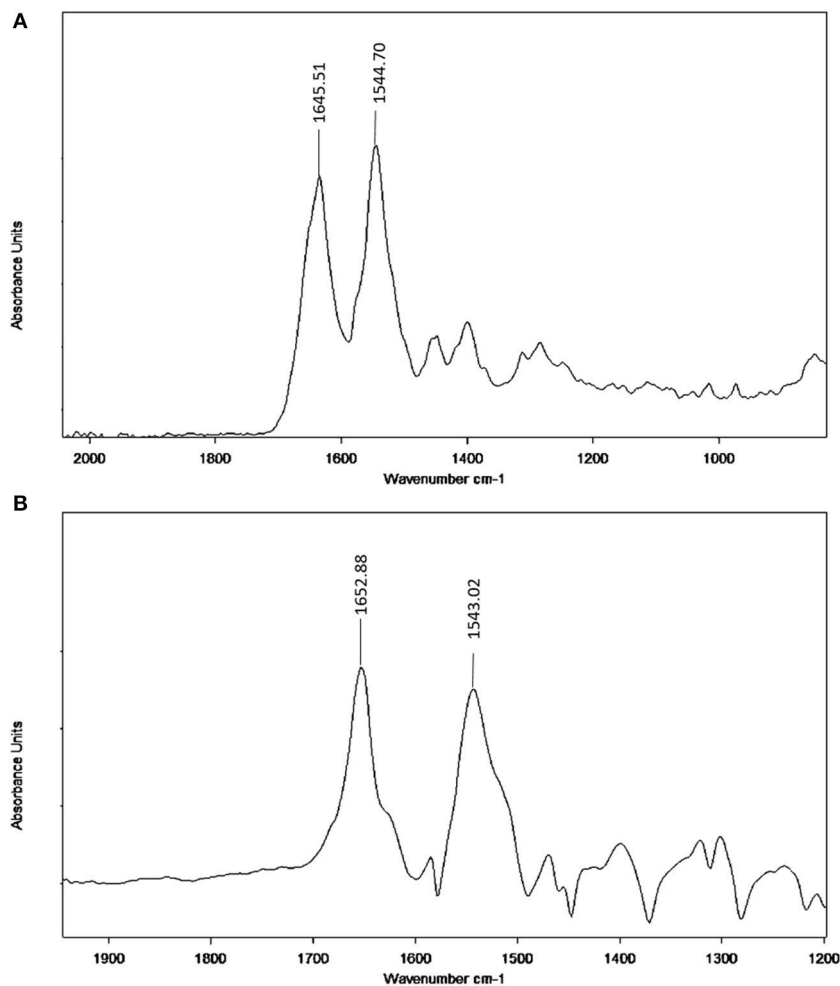 A
1645.51
1544.70
Absorbance Units
2000 1800 1600 1400 1200 1000
Wavenumber cm-1
B
1652.88
1543.02
Absorbance Units
1900 1800 1700 1600 1500 1400 1300 1200
Wavenumber cm-1